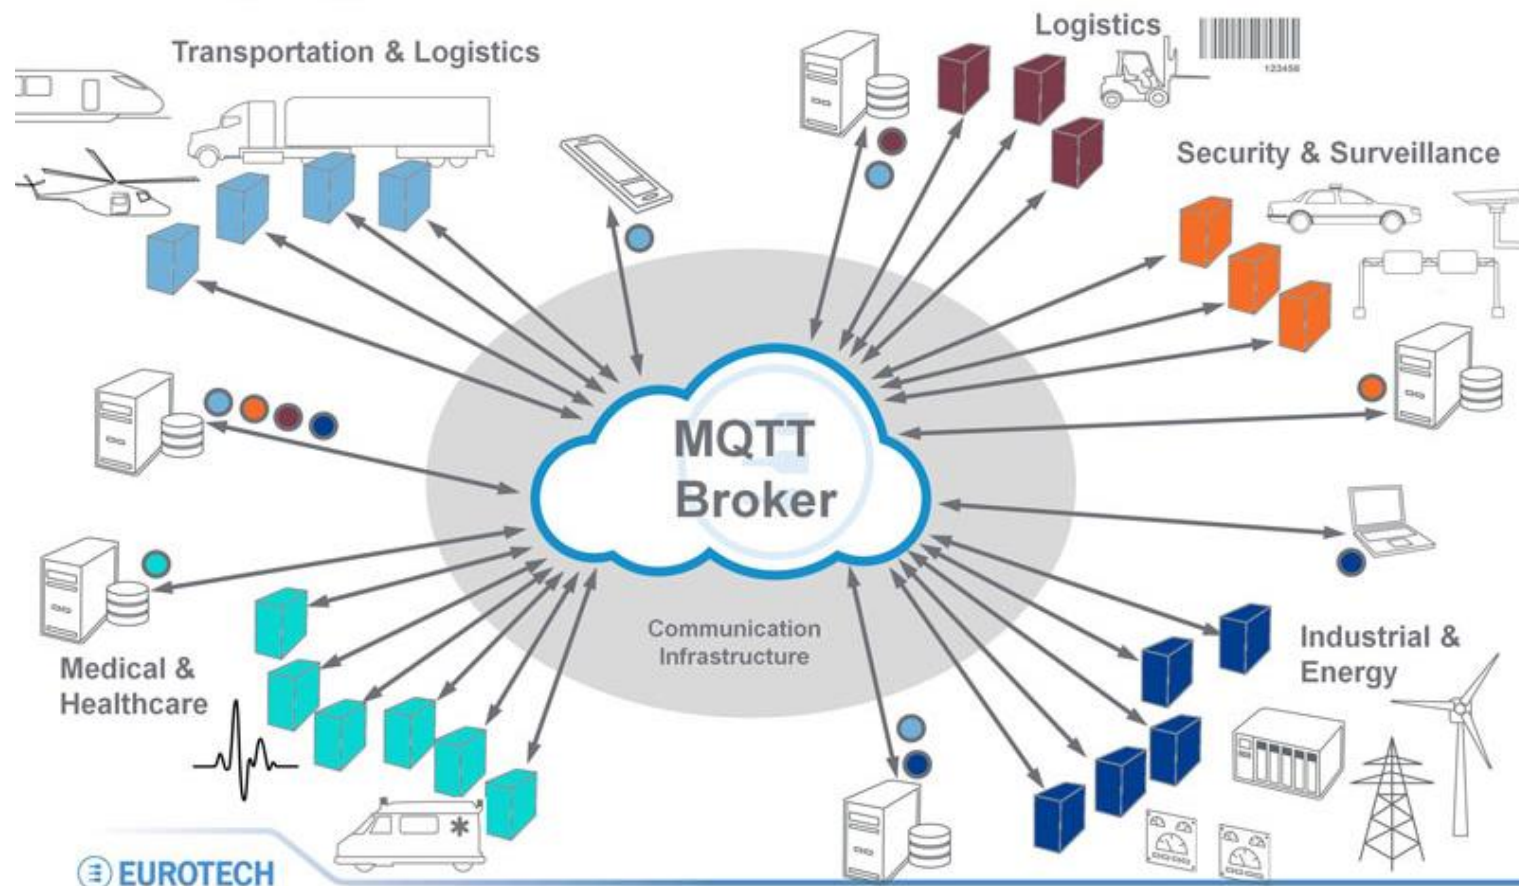 Transportation & Logistics
Logistics
123456
Security & Surveillance
MQTT
Broker
Communication
Infrastructure
Medical &
Healthcare
Industrial &
Energy
EUROTECH